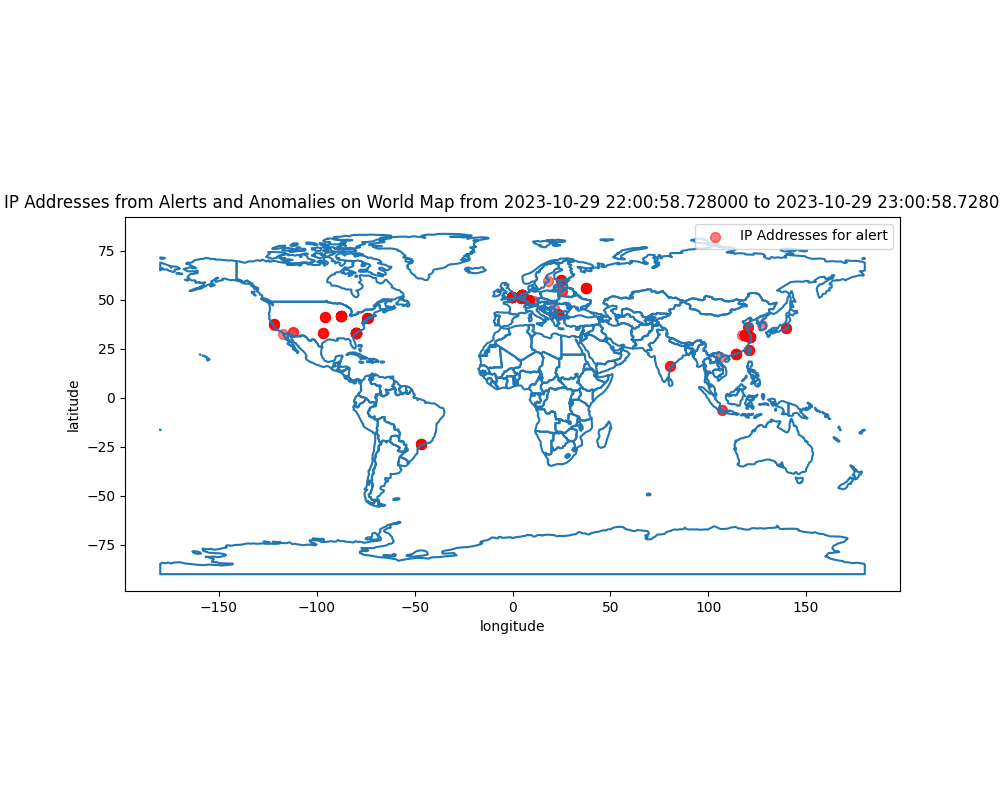 IP Addresses from Alerts and Anomalies on World Map from 2023-10-29 22:00:58.728000 to 2023-10-29 23:00:58.7280
IP Addresses for alert
75
50
25
0
−25
−50
−75
latitude
−150 −100 −50 0 50 100 150
longitude